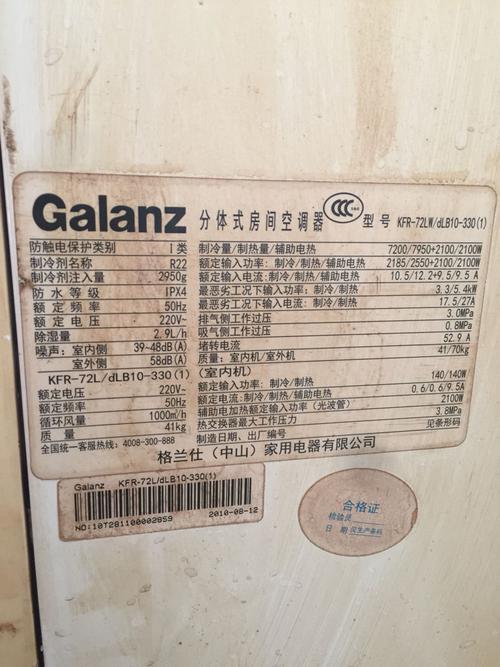 Galanz 分体式房间空调器 CCC 型号 KFR-72LW/dLB10-330(1)
防触电保护类别 I类
制冷剂名称 R22
制冷剂注入量 2950g
防水等级 IPX4
额定频率 50Hz
额定电压 220V~
除湿量 2.9L/h
噪声：室内侧 39-48dB(A)
室外侧 58dB(A)
制冷量/制热量/辅助电热 7200/7950+2100/2100W
额定输入功率：制冷/制热/辅助电热 2185/2550+2100/2100W
额定输入电流：制冷/制热/辅助电热 10.5/12.2+9.5/9.5A
最恶劣工况下输入功率：制冷/制热 3.3/5.4kW
最恶劣工况下输入电流：制冷/制热 17.5/27A
排气侧工作过压 3.0MPa
吸气侧工作过压 0.8MPa
堵转电流 52.9A
质量：室内机/室外机 41/70kg
KFR-72L/dLB10-330(1)(室内机)
额定电压 220V~
额定频率 50Hz
循环风量 1000m³/h
质量 41kg
全国统一客服热线：4008-300-888
额定输入功率：制冷/制热 140/140W
额定电流：制冷/制热/辅助电热 0.6/0.6/9.5A
辅助电加热额定输入功率(光波管) 2100W
热交换器最大工作压力 3.8MPa
制造日期、出厂编号 见条形码
格兰仕(中山)家用电器有限公司
Galanz KFR-72L/dLB10-330(1)
NO:10T281100002859 2010-08-12
合格证
检验员
日期 见生产条码